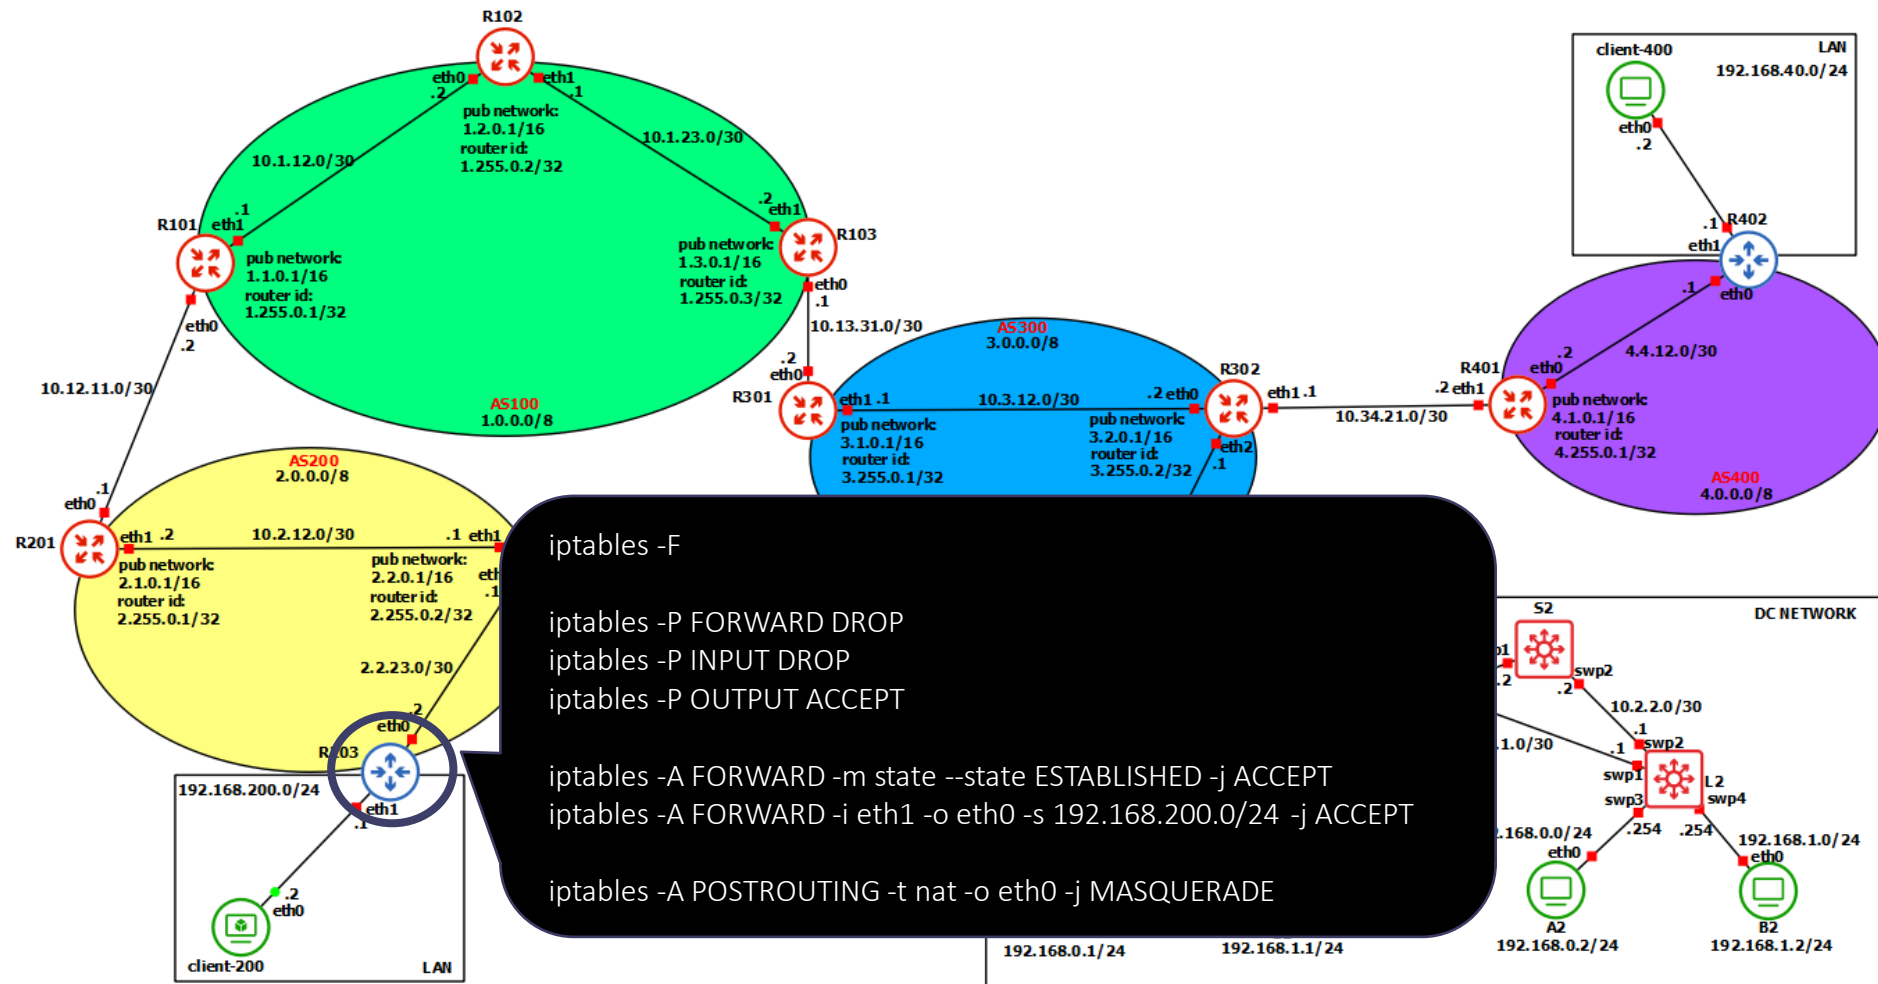 R102
eth0
.2
eth1
.1
pub network:
1.2.0.1/16
router id:
1.255.0.2/32
10.1.12.0/30
10.1.23.0/30
R101
.1
eth1
pub network:
1.1.0.1/16
router id:
1.255.0.1/32
eth0
.2
.2
eth1
R103
pub network:
1.3.0.1/16
router id:
1.255.0.3/32
eth0
.1
AS100
1.0.0.0/8
10.13.31.0/30
10.12.11.0/30
client-400
LAN
192.168.40.0/24
eth0
.2
.1
R402
eth1
.1
eth0
4.4.12.0/30
R401
.2
eth0
.2 eth1
pub network:
4.1.0.1/16
router id:
4.255.0.1/32
AS400
4.0.0.0/8
AS300
3.0.0.0/8
.2
eth0
R301
eth1 .1
10.3.12.0/30
.2 eth0
R302
eth1 .1
10.34.21.0/30
pub network:
3.1.0.1/16
router id:
3.255.0.1/32
pub network:
3.2.0.1/16
router id:
3.255.0.2/32
eth2
.1
AS200
2.0.0.0/8
.1
eth0
R201
eth1 .2
10.2.12.0/30
.1 eth1
pub network:
2.1.0.1/16
router id:
2.255.0.1/32
pub network:
2.2.0.1/16
router id:
2.255.0.2/32
.1
2.2.23.0/30
.2
eth0
eth1
.1
192.168.200.0/24
.2
eth0
client-200
LAN
iptables -F
iptables -P FORWARD DROP
iptables -P INPUT DROP
iptables -P OUTPUT ACCEPT
iptables -A FORWARD -m state --state ESTABLISHED -j ACCEPT
iptables -A FORWARD -i eth1 -o eth0 -s 192.168.200.0/24 -j ACCEPT
iptables -A POSTROUTING -t nat -o eth0 -j MASQUERADE
S2
DC NETWORK
.2
swp2
.2
10.2.2.0/30
.1
swp2
.1.0/30
.1
swp1
L2
swp3
swp4
.168.0.0/24
.254
.254
192.168.1.0/24
eth0
eth0
A2
192.168.0.2/24
B2
192.168.1.2/24
192.168.0.1/24
192.168.1.1/24